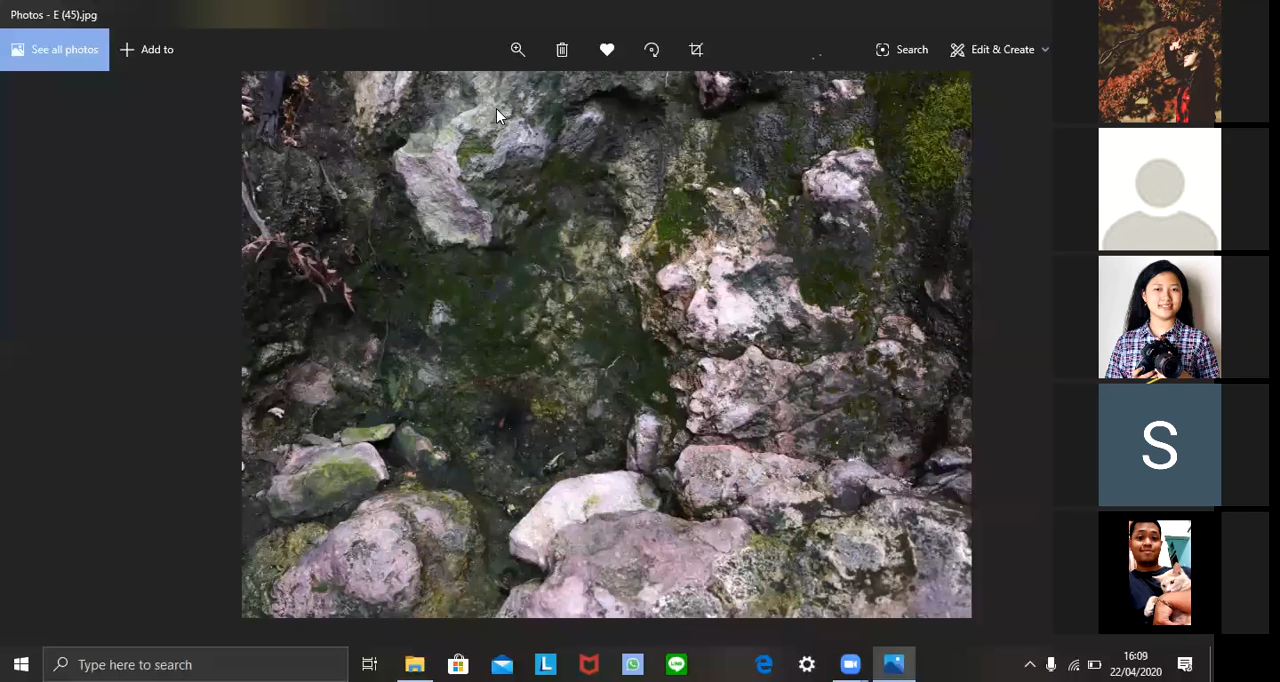 Photos - E (45).jpg
See all photos
Add to
Search
Edit & Create
S
Type here to search
L
LINE
16:09
22/04/2020